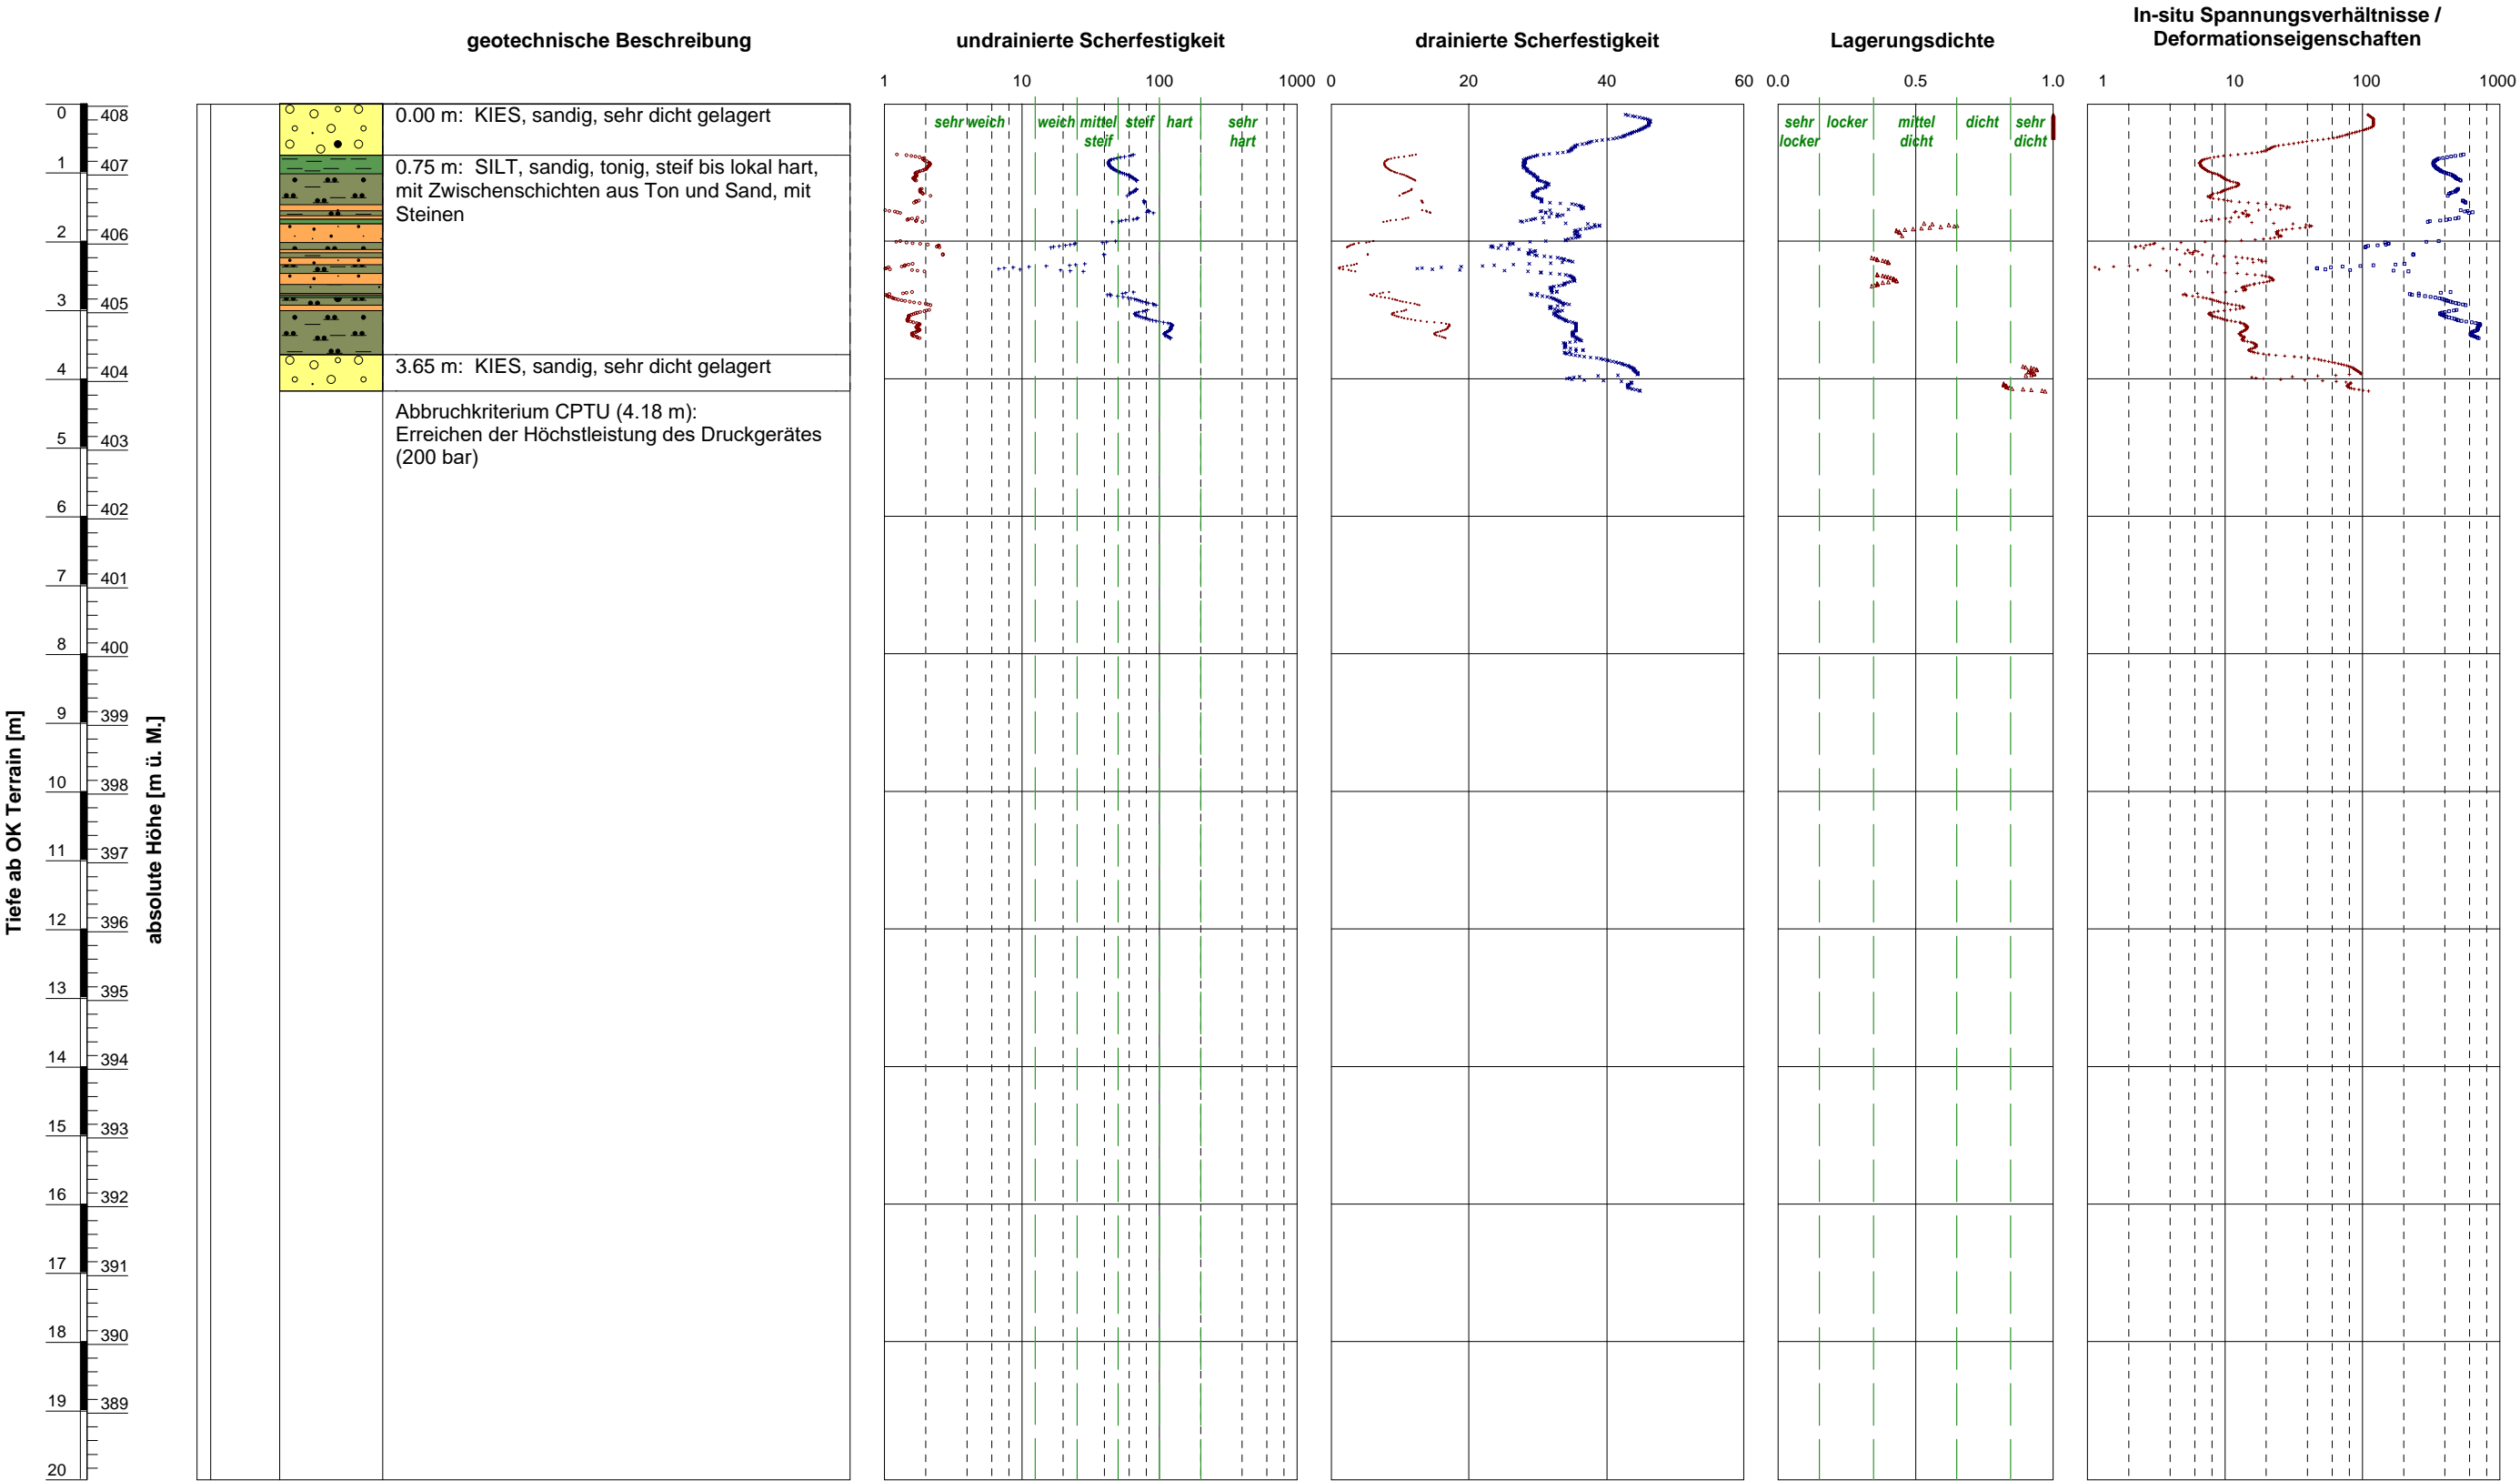 geotechnische Beschreibung
undrainierte Scherfestigkeit
drainierte Scherfestigkeit
Lagerungsdichte
In-situ Spannungsverhältnisse /
Deformationseigenschaften
1 10 100 1000
0 20 40 60
0.0 0.5 1.0
1 10 100 1000
sehr weich
weich
mittel
steif
steif
hart
sehr
hart
sehr
locker
locker
mittel
dicht
dicht
sehr
dicht
0.00 m: KIES, sandig, sehr dicht gelagert
0.75 m: SILT, sandig, tonig, steif bis lokal hart,
mit Zwischenschichten aus Ton und Sand, mit
Steinen
3.65 m: KIES, sandig, sehr dicht gelagert
Abbruchkriterium CPTU (4.18 m):
Erreichen der Höchstleistung des Druckgerätes
(200 bar)
Tiefe ab OK Terrain [m]
absolute Höhe [m ü. M.]
0 408
1 407
2 406
3 405
4 404
5 403
6 402
7 401
8 400
9 399
10 398
11 397
12 396
13 395
14 394
15 393
16 392
17 391
18 390
19 389
20